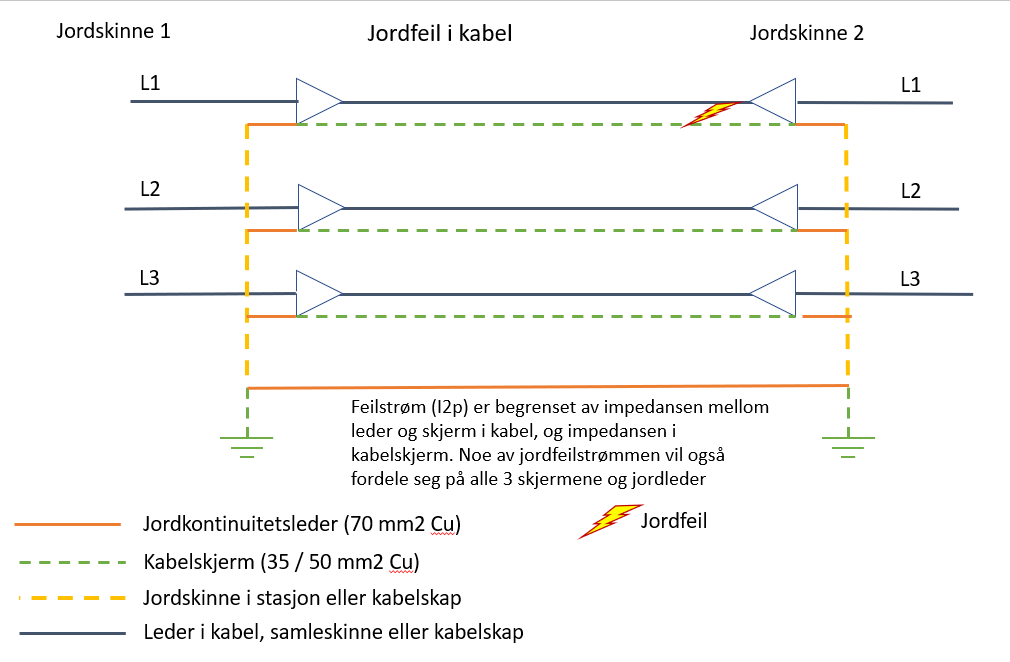 Jordskinne 1
Jordfeil i kabel
Jordskinne 2
L1
L1
L2
L2
L3
L3
Feilstrøm (I2p) er begrenset av impedansen mellom
leder og skjerm i kabel, og impedansen i
kabelskjerm. Noe av jordfeilstrømmen vil også
fordele seg på alle 3 skjermene og jordleder
Jordkontinuitetsleder (70 mm2 Cu)
Jordfeil
Kabelskjerm (35 / 50 mm2 Cu)
Jordskinne i stasjon eller kabelskap
Leder i kabel, samleskinne eller kabelskap